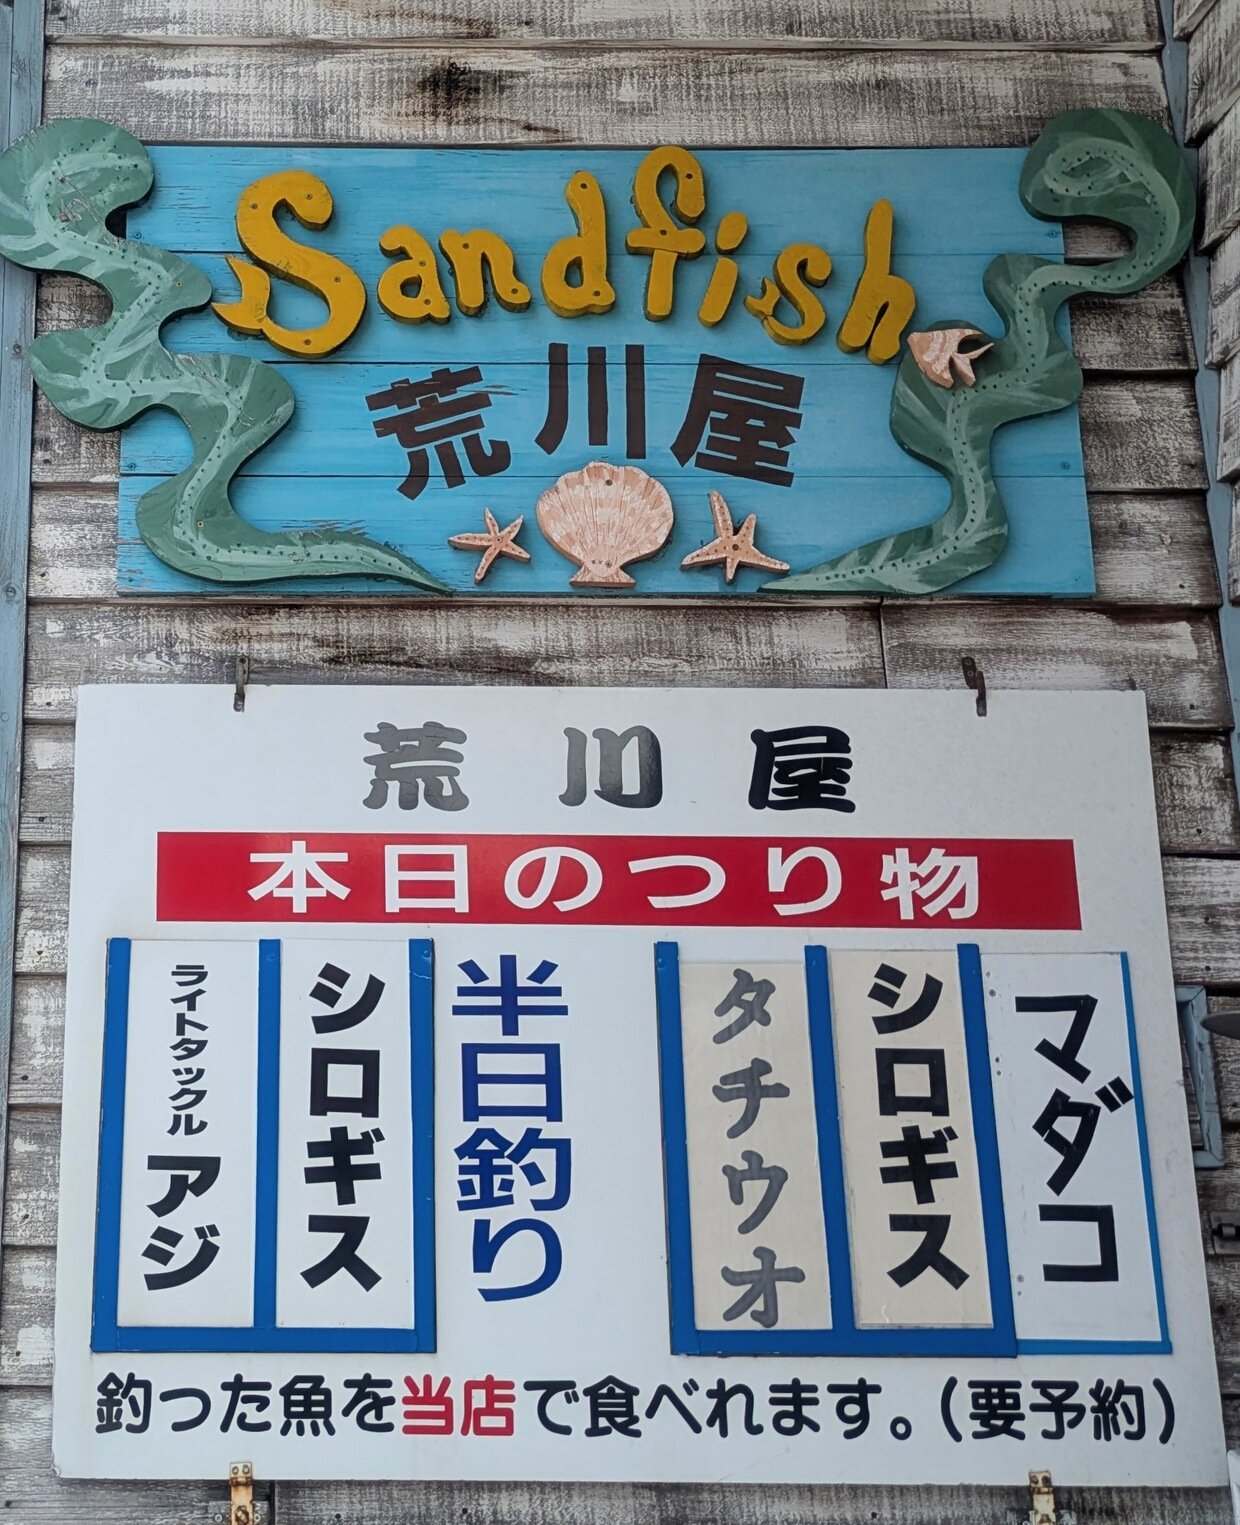 Sandfish
荒川屋
荒川屋
本日のつり物
マダコ
シロギス
タチウオ
半日釣り
シロギス
ライトタックルアジ
釣った魚を当店で食べれます。(要予約)